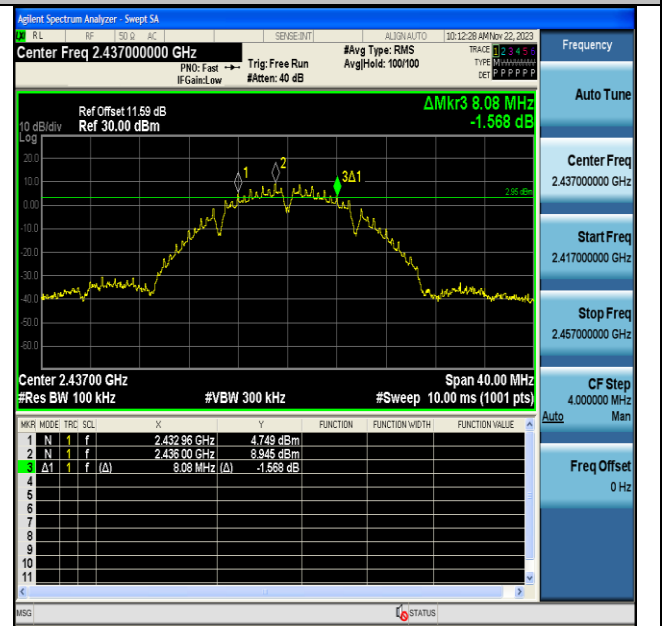 Agilent Spectrum Analyzer - Swept SA
LXI RL RF 50 Ω AC SENSE:INT ALIGN AUTO 10:12:28 AM Nov 22, 2023
Center Freq 2.437000000 GHz
#Avg Type: RMS
TRACE 1 2 3 4 5 6
PNO: Fast
Trig: Free Run
Avg|Hold: 100/100
TYPE M
IFGain:Low
#Atten: 40 dB
DET P P P P P P
Frequency
Auto Tune
Center Freq
2.437000000 GHz
Start Freq
2.417000000 GHz
Stop Freq
2.457000000 GHz
CF Step
4.000000 MHz
Auto Man
Freq Offset
0 Hz
ΔMkr3 8.08 MHz
-1.568 dB
Ref Offset 11.59 dB
10 dB/div Ref 30.00 dBm
Log
20.0
10.0
0.00
-10.0
-20.0
-30.0
-40.0
-50.0
-60.0
1
2
3Δ1
2.95 dBm
Center 2.43700 GHz Span 40.00 MHz
#Res BW 100 kHz #VBW 300 kHz #Sweep 10.00 ms (1001 pts)
MKR MODE TRC SCL X Y FUNCTION FUNCTION WIDTH FUNCTION VALUE
1 N 1 f 2.432 96 GHz 4.749 dBm
2 N 1 f 2.436 00 GHz 8.945 dBm
3 Δ1 1 f (Δ) 8.08 MHz (Δ) -1.568 dB
4
5
6
7
8
9
10
11
MSG STATUS